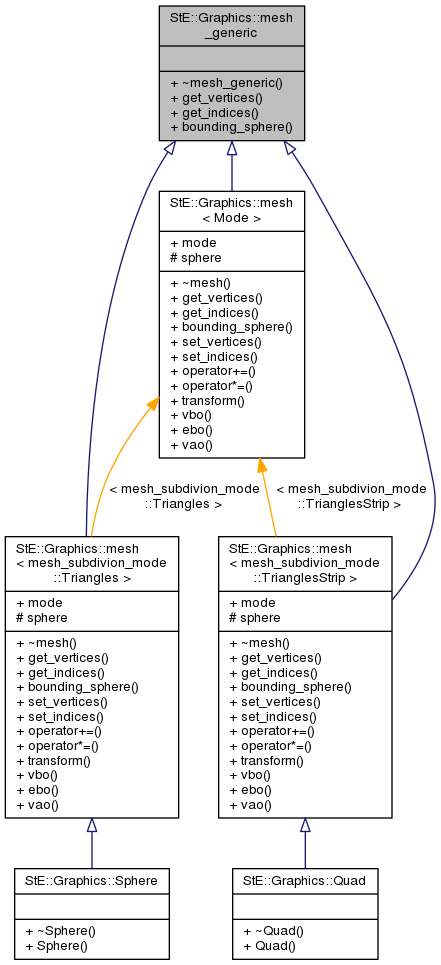 StE::Graphics::mesh
_generic
+ ~mesh_generic()
+ get_vertices()
+ get_indices()
+ bounding_sphere()
StE::Graphics::mesh
< Mode >
+ mode
# sphere
+ ~mesh()
+ get_vertices()
+ get_indices()
+ bounding_sphere()
+ set_vertices()
+ set_indices()
+ operator+=()
+ operator*=()
+ transform()
+ vbo()
+ ebo()
+ vao()
< mesh_subdivion_mode
::Triangles >
< mesh_subdivion_mode
::TrianglesStrip >
StE::Graphics::mesh
< mesh_subdivion_mode
::Triangles >
+ mode
# sphere
+ ~mesh()
+ get_vertices()
+ get_indices()
+ bounding_sphere()
+ set_vertices()
+ set_indices()
+ operator+=()
+ operator*=()
+ transform()
+ vbo()
+ ebo()
+ vao()
StE::Graphics::mesh
< mesh_subdivion_mode
::TrianglesStrip >
+ mode
# sphere
+ ~mesh()
+ get_vertices()
+ get_indices()
+ bounding_sphere()
+ set_vertices()
+ set_indices()
+ operator+=()
+ operator*=()
+ transform()
+ vbo()
+ ebo()
+ vao()
StE::Graphics::Sphere
+ ~Sphere()
+ Sphere()
StE::Graphics::Quad
+ ~Quad()
+ Quad()